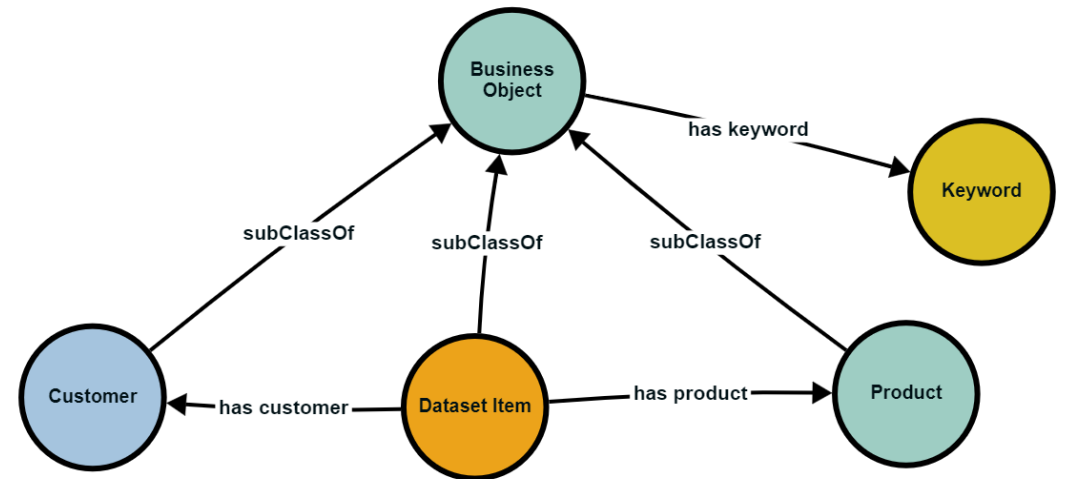 Business
Object
has keyword
Keyword
subClassOf
subClassOf
subClassOf
Customer
has customer
Dataset Item
has product
Product